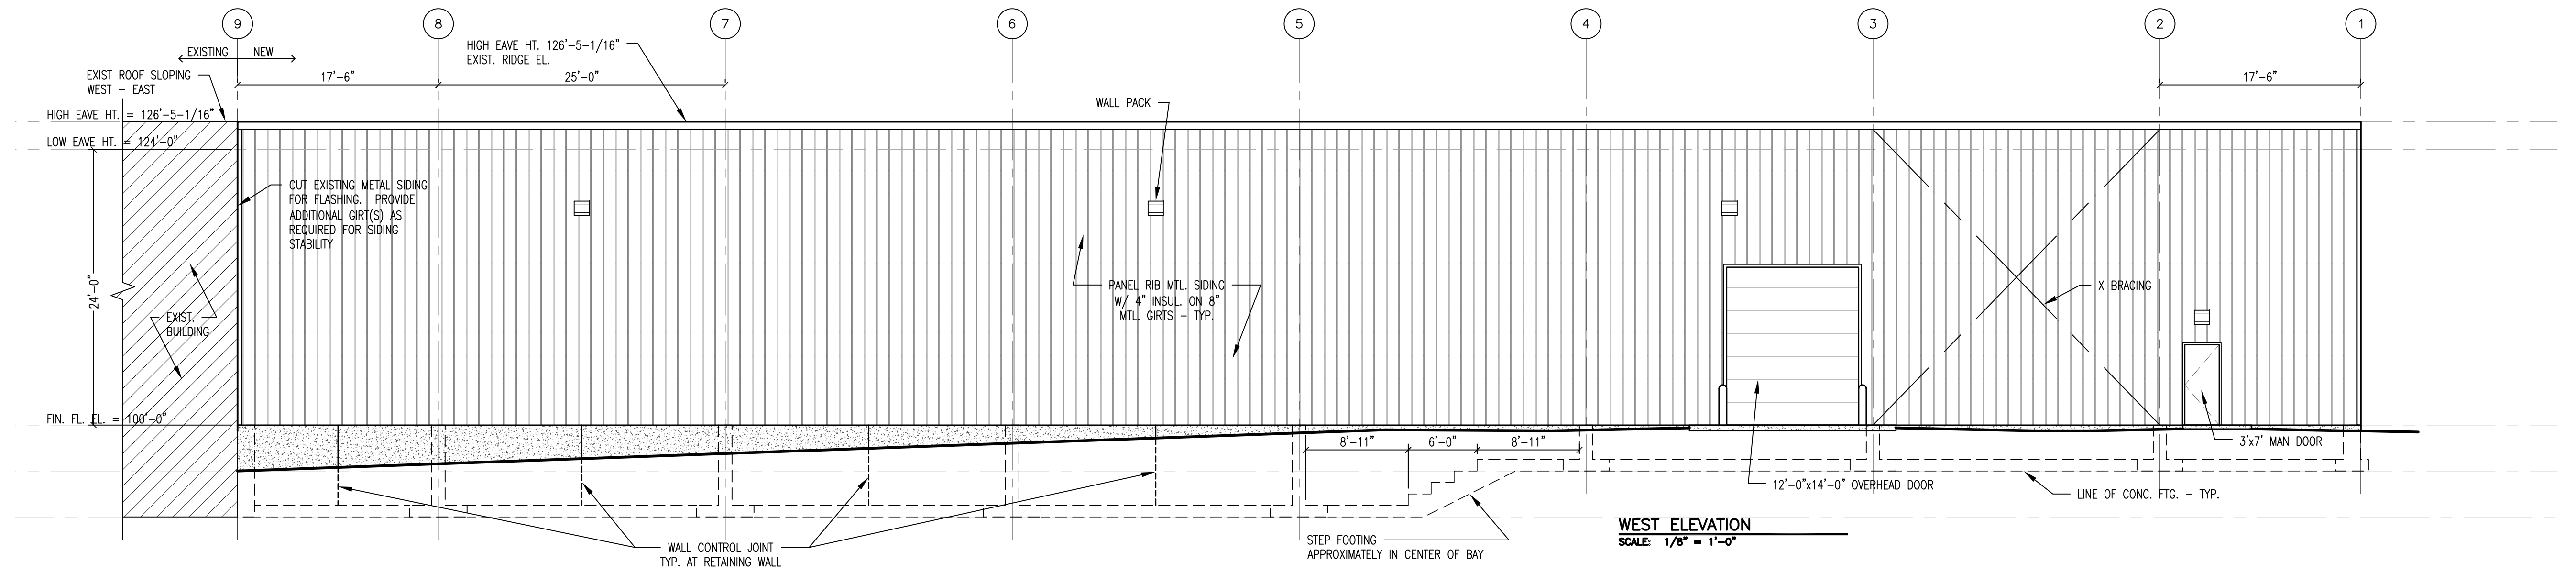 9
8
7
6
5
4
3
2
1
EXISTING
NEW
HIGH EAVE HT. 126'-5-1/16"
EXIST. RIDGE EL.
EXIST ROOF SLOPING
WEST - EAST
17'-6"
25'-0"
17'-6"
WALL PACK
HIGH EAVE HT. = 126'-5-1/16"
LOW EAVE HT. = 124'-0"
CUT EXISTING METAL SIDING
FOR FLASHING. PROVIDE
ADDITIONAL GIRT(S) AS
REQUIRED FOR SIDING
STABILITY
24'-0"
PANEL RIB MTL. SIDING
W/ 4" INSUL. ON 8"
MTL. GIRTS - TYP.
X BRACING
EXIST.
BUILDING
FIN. FL. EL. = 100'-0"
8'-11"
6'-0"
8'-11"
3'x7' MAN DOOR
12'-0"x14'-0" OVERHEAD DOOR
LINE OF CONC. FTG. - TYP.
WALL CONTROL JOINT
TYP. AT RETAINING WALL
STEP FOOTING
APPROXIMATELY IN CENTER OF BAY
WEST ELEVATION
SCALE: 1/8" = 1'-0"